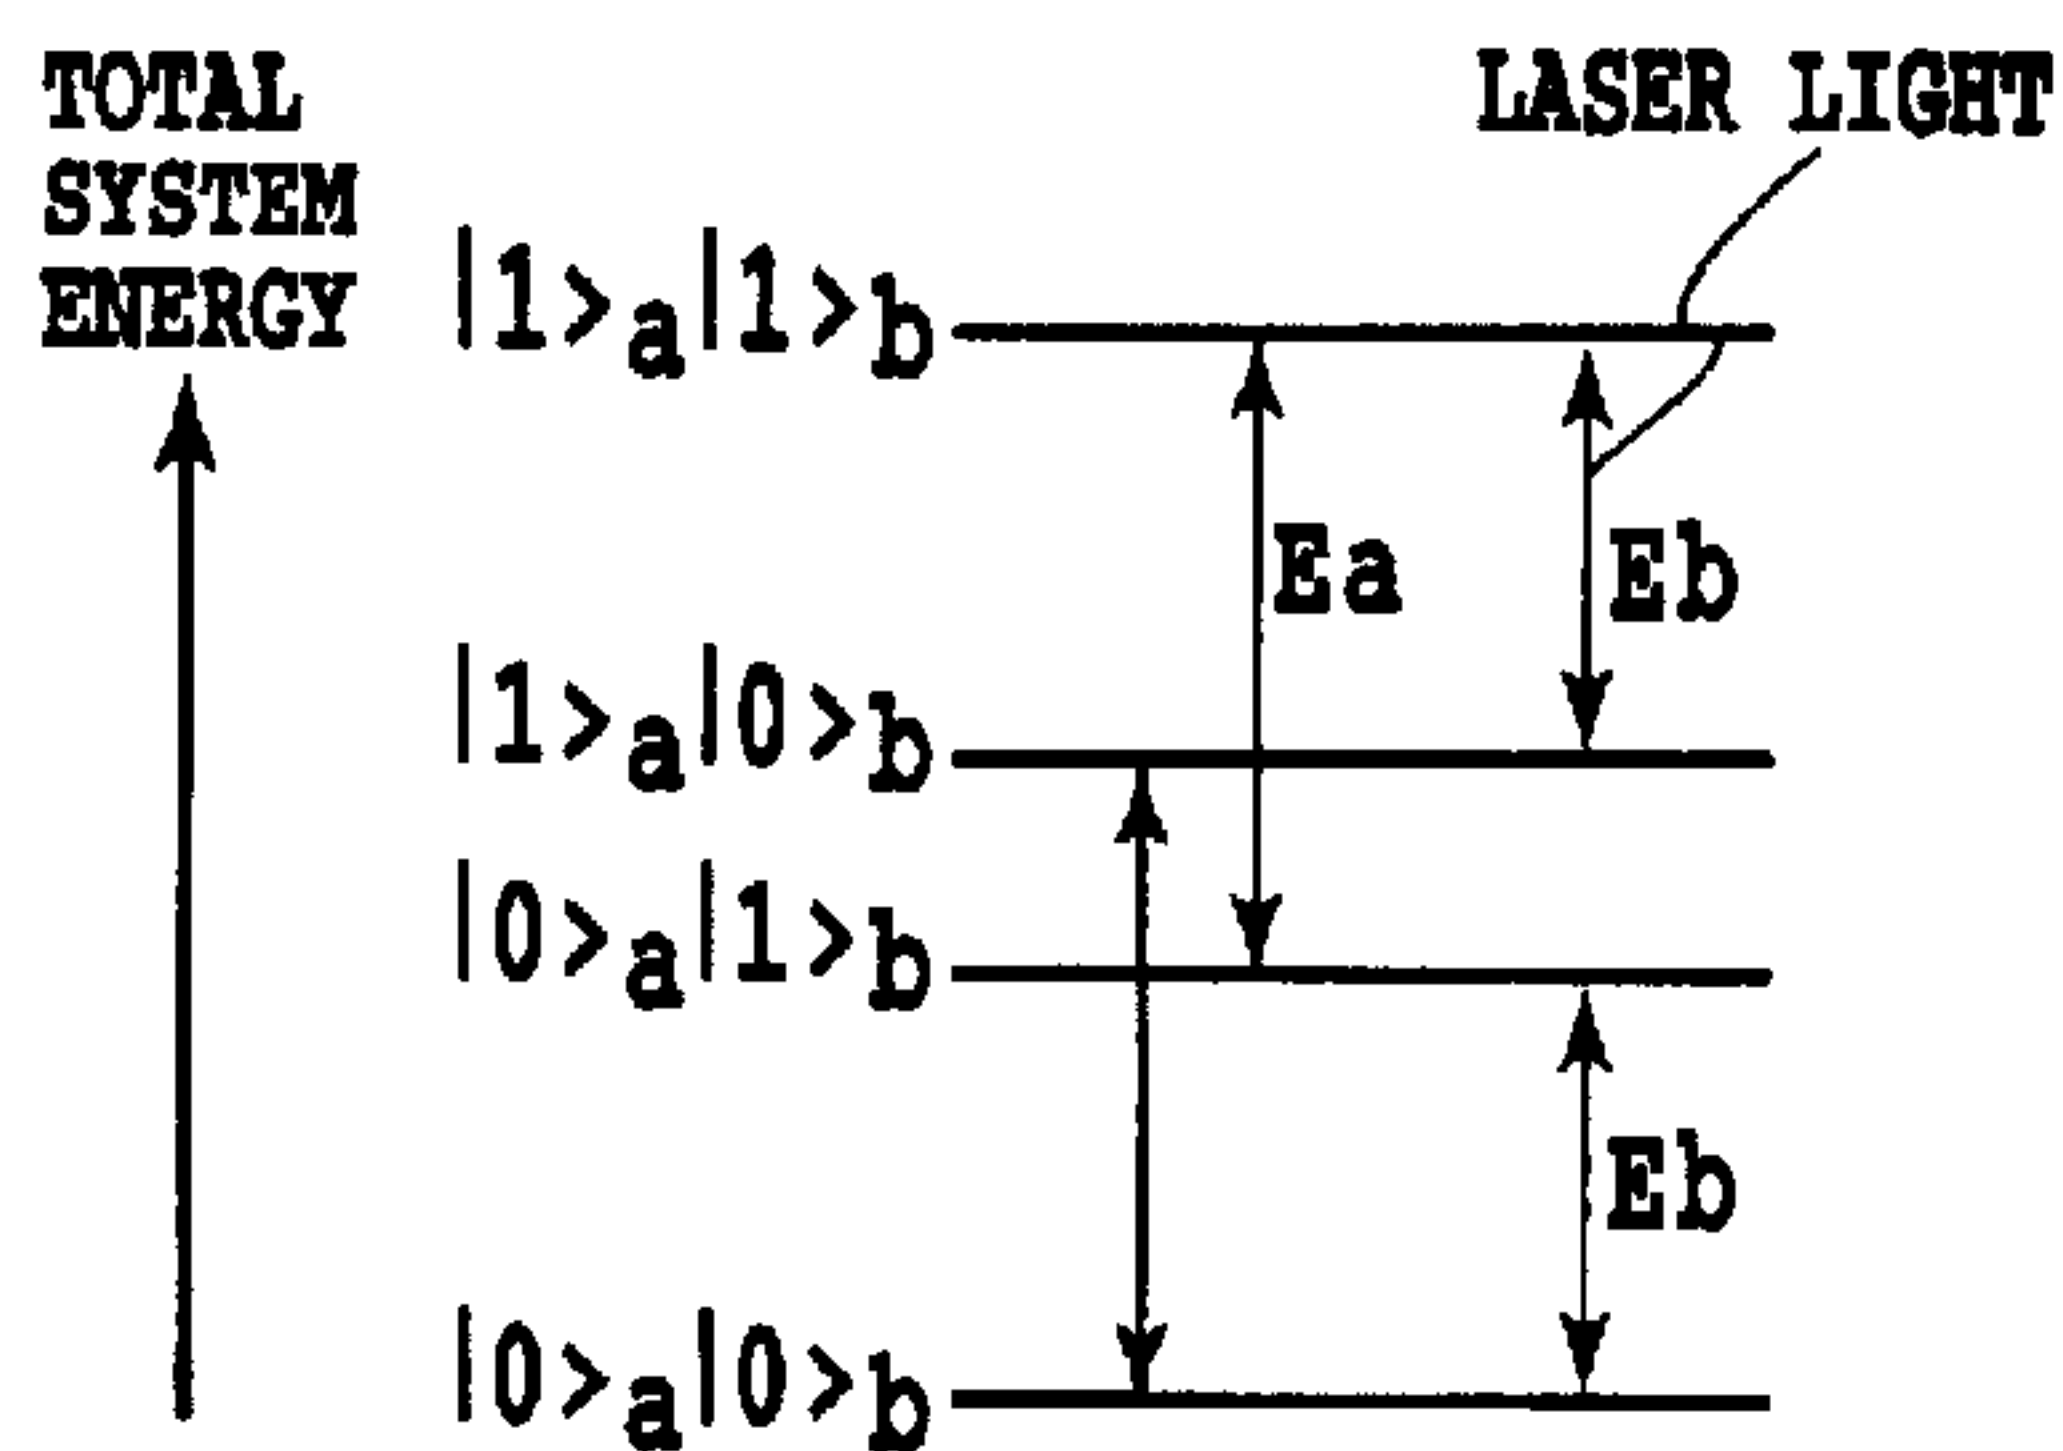 TOTAL
SYSTEM
ENERGY
LASER LIGHT
|1>a|1>b
Ea
Eb
|1>a|0>b
|0>a|1>b
Eb
|0>a|0>b